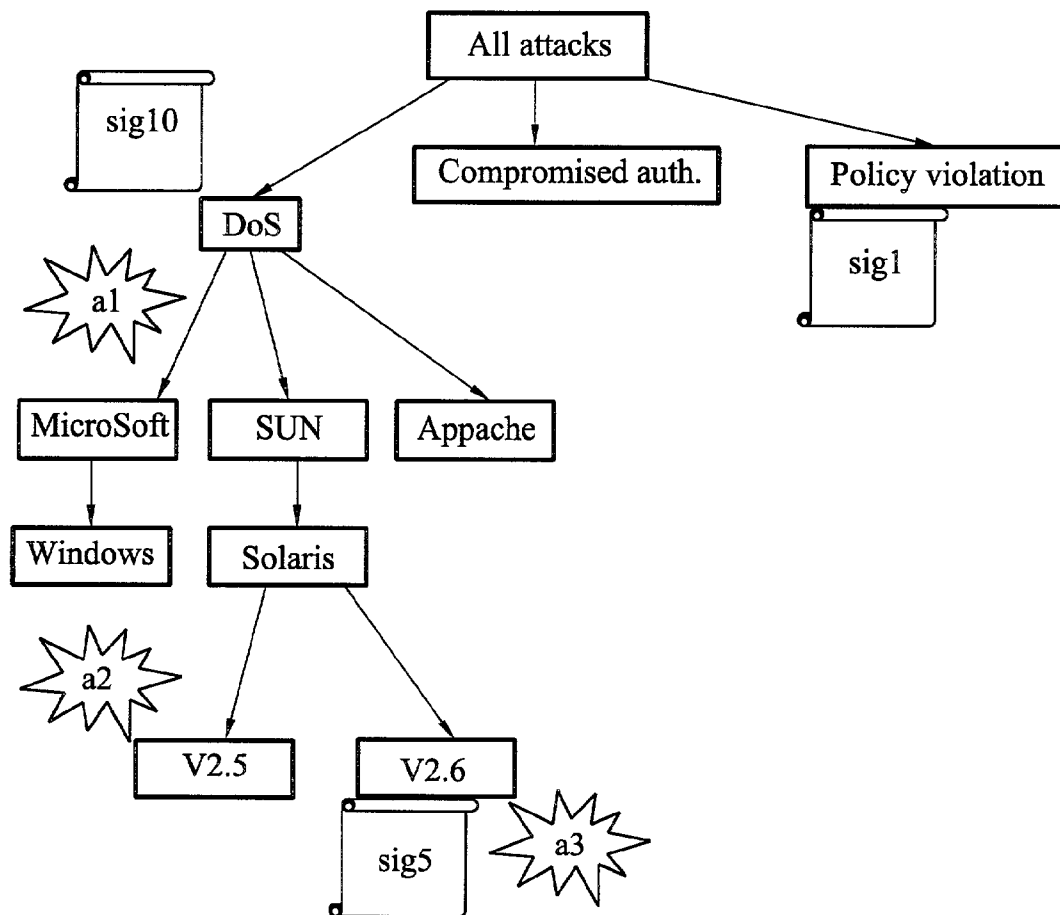 All attacks
sig10
Compromised auth.
Policy violation
DoS
sig1
a1
MicroSoft
SUN
Appache
Windows
Solaris
a2
V2.5
V2.6
sig5
a3